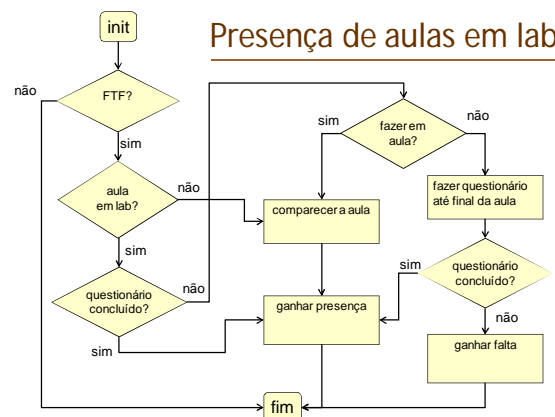 init
Presença de aulas em lab
não
FTF?
sim
sim
fazer em
aula?
não
aula
em lab?
não
fazer questionário
até final da aula
comparecer a aula
sim
não
questionário
concluído?
sim
questionário
concluído?
sim
ganhar presença
não
ganhar falta
fim